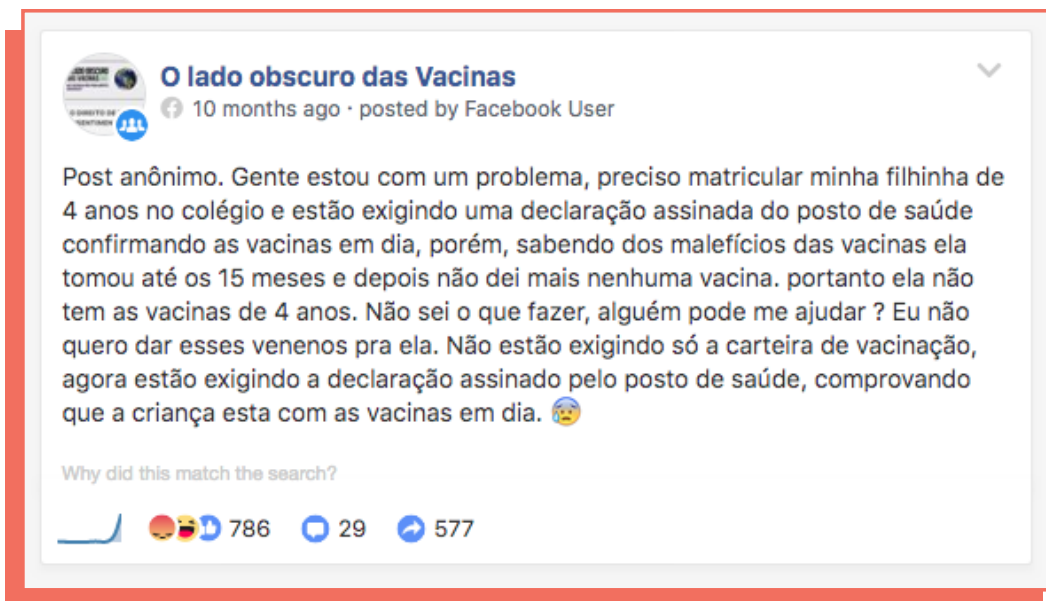 O lado obscuro das Vacinas
10 months ago · posted by Facebook User
Post anônimo. Gente estou com um problema, preciso matricular minha filhinha de
4 anos no colégio e estão exigindo uma declaração assinada do posto de saúde
confirmando as vacinas em dia, porém, sabendo dos malefícios das vacinas ela
tomou até os 15 meses e depois não dei mais nenhuma vacina. portanto ela não
tem as vacinas de 4 anos. Não sei o que fazer, alguém pode me ajudar ? Eu não
quero dar esses venenos pra ela. Não estão exigindo só a carteira de vacinação,
agora estão exigindo a declaração assinado pelo posto de saúde, comprovando
que a criança esta com as vacinas em dia. 😰
Why did this match the search?
786 29 577